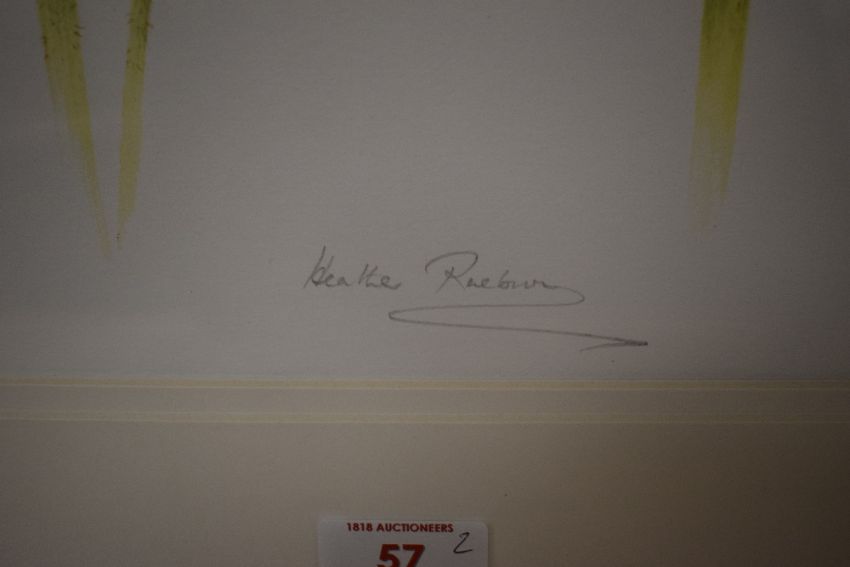 Heather Raeburn
1818 AUCTIONEERS
57 2